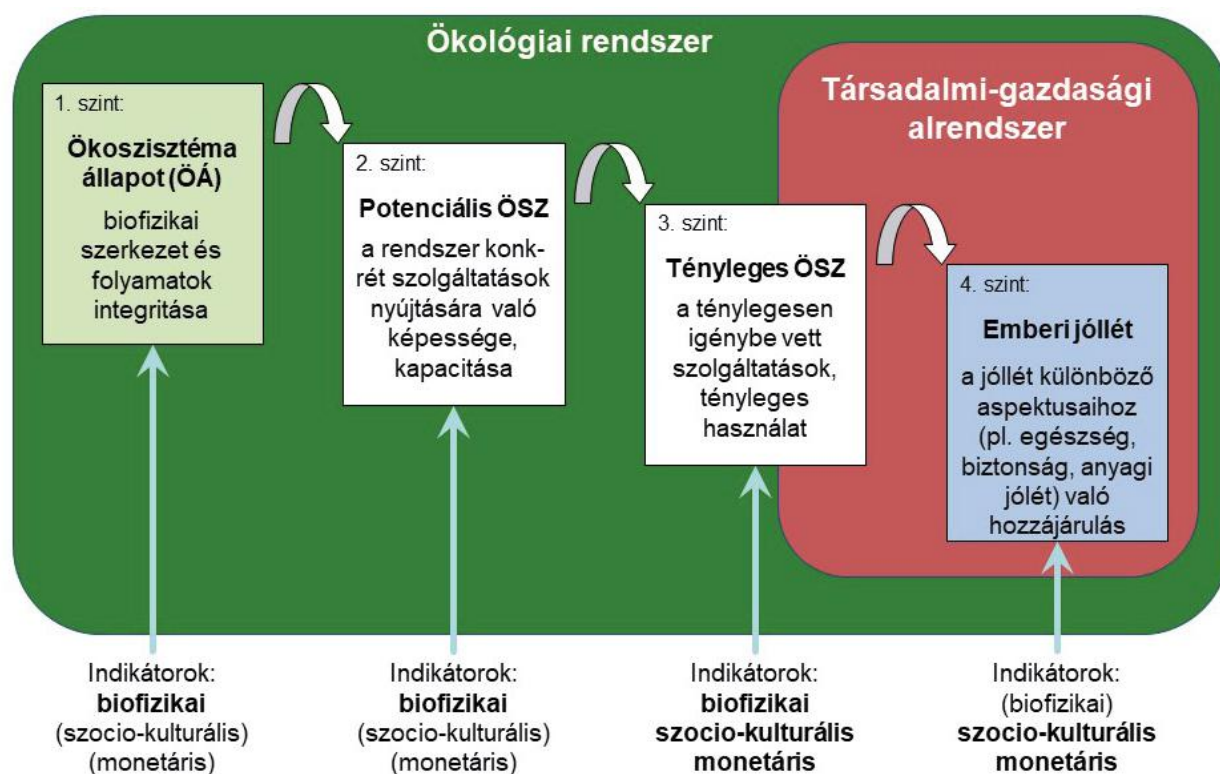 Ökológiai rendszer
Társadalmi-gazdasági
alrendszer
1. szint:
Ökoszisztéma
állapot (ÖÁ)
biofizikai
szerkezet és
folyamatok
integritása
2. szint:
Potenciális ÖSZ
a rendszer konk-
rét szolgáltatások
nyújtására való
képessége,
kapacitása
3. szint:
Tényleges ÖSZ
a ténylegesen
igénybe vett
szolgáltatások,
tényleges
használat
4. szint:
Emberi jóllét
a jóllét különböző
aspektusaihoz
(pl. egészség,
biztonság, anyagi
jólét) való
hozzájárulás
Indikátorok:
biofizikai
(szocio-kulturális)
(monetáris)
Indikátorok:
biofizikai
(szocio-kulturális)
(monetáris)
Indikátorok:
biofizikai
szocio-kulturális
monetáris
Indikátorok:
(biofizikai)
szocio-kulturális
monetáris